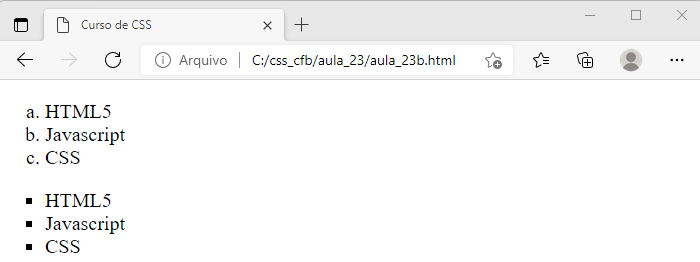 Curso de CSS
Arquivo | C:/css_cfb/aula_23/aula_23b.html
a. HTML5
b. Javascript
c. CSS
▪ HTML5
▪ Javascript
▪ CSS